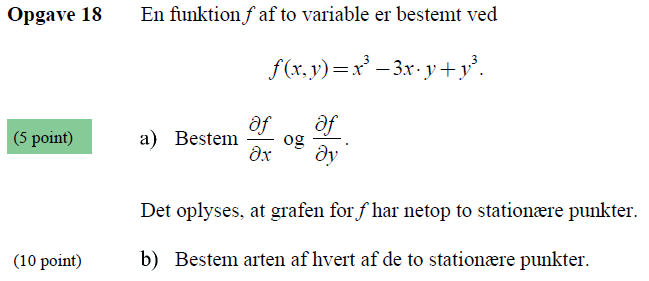 Opgave 18 En funktion f af to variable er bestemt ved
f(x, y) = x³ − 3x · y + y³.
(5 point) a) Bestem ∂f/∂x og ∂f/∂y.
Det oplyses, at grafen for f har netop to stationære punkter.
(10 point) b) Bestem arten af hvert af de to stationære punkter.